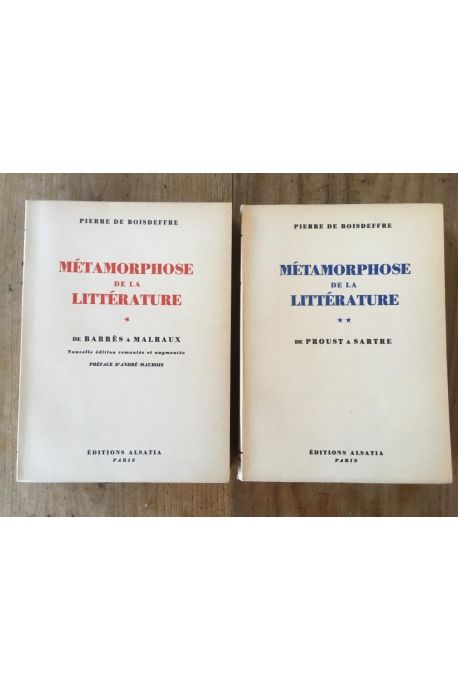 PIERRE DE BOISDEFFRE
MÉTAMORPHOSE
DE LA
LITTÉRATURE
*
DE BARRÈS A MALRAUX
Nouvelle édition remaniée et augmentée
PRÉFACE D'ANDRÉ MAUROIS
ÉDITIONS ALSATIA
PARIS
PIERRE DE BOISDEFFRE
MÉTAMORPHOSE
DE LA
LITTÉRATURE
**
DE PROUST A SARTRE
ÉDITIONS ALSATIA
PARIS